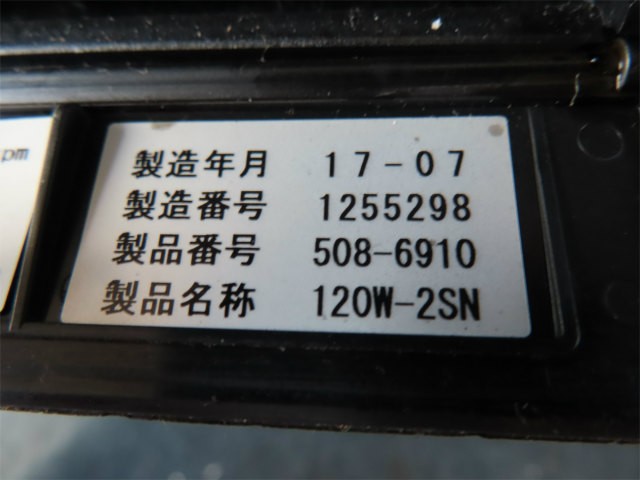 pm
製造年月 17-07
製造番号 1255298
製品番号 508-6910
製品名称 120W-2SN